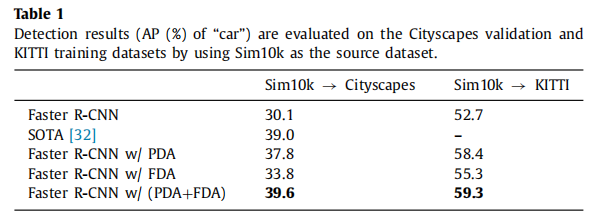 Table 1
Detection results (AP (%) of “car”) are evaluated on the Cityscapes validation and
KITTI training datasets by using Sim10k as the source dataset.
Sim10k → Cityscapes Sim10k → KITTI
Faster R-CNN 30.1 52.7
SOTA [32] 39.0 –
Faster R-CNN w/ PDA 37.8 58.4
Faster R-CNN w/ FDA 33.8 55.3
Faster R-CNN w/ (PDA+FDA) 39.6 59.3